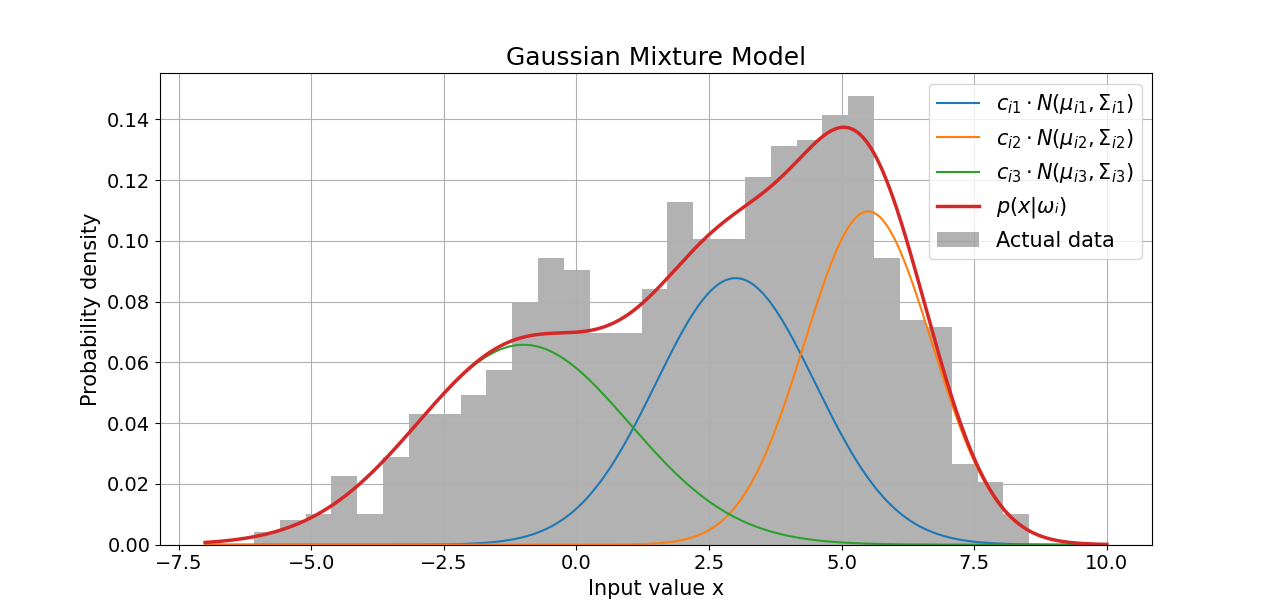 Gaussian Mixture Model
Probability density
0.14
0.12
0.10
0.08
0.06
0.04
0.02
0.00
−7.5 −5.0 −2.5 0.0 2.5 5.0 7.5 10.0
Input value x
c_{i1} · N(μ_{i1}, Σ_{i1})
c_{i2} · N(μ_{i2}, Σ_{i2})
c_{i3} · N(μ_{i3}, Σ_{i3})
p(x|ω_i)
Actual data